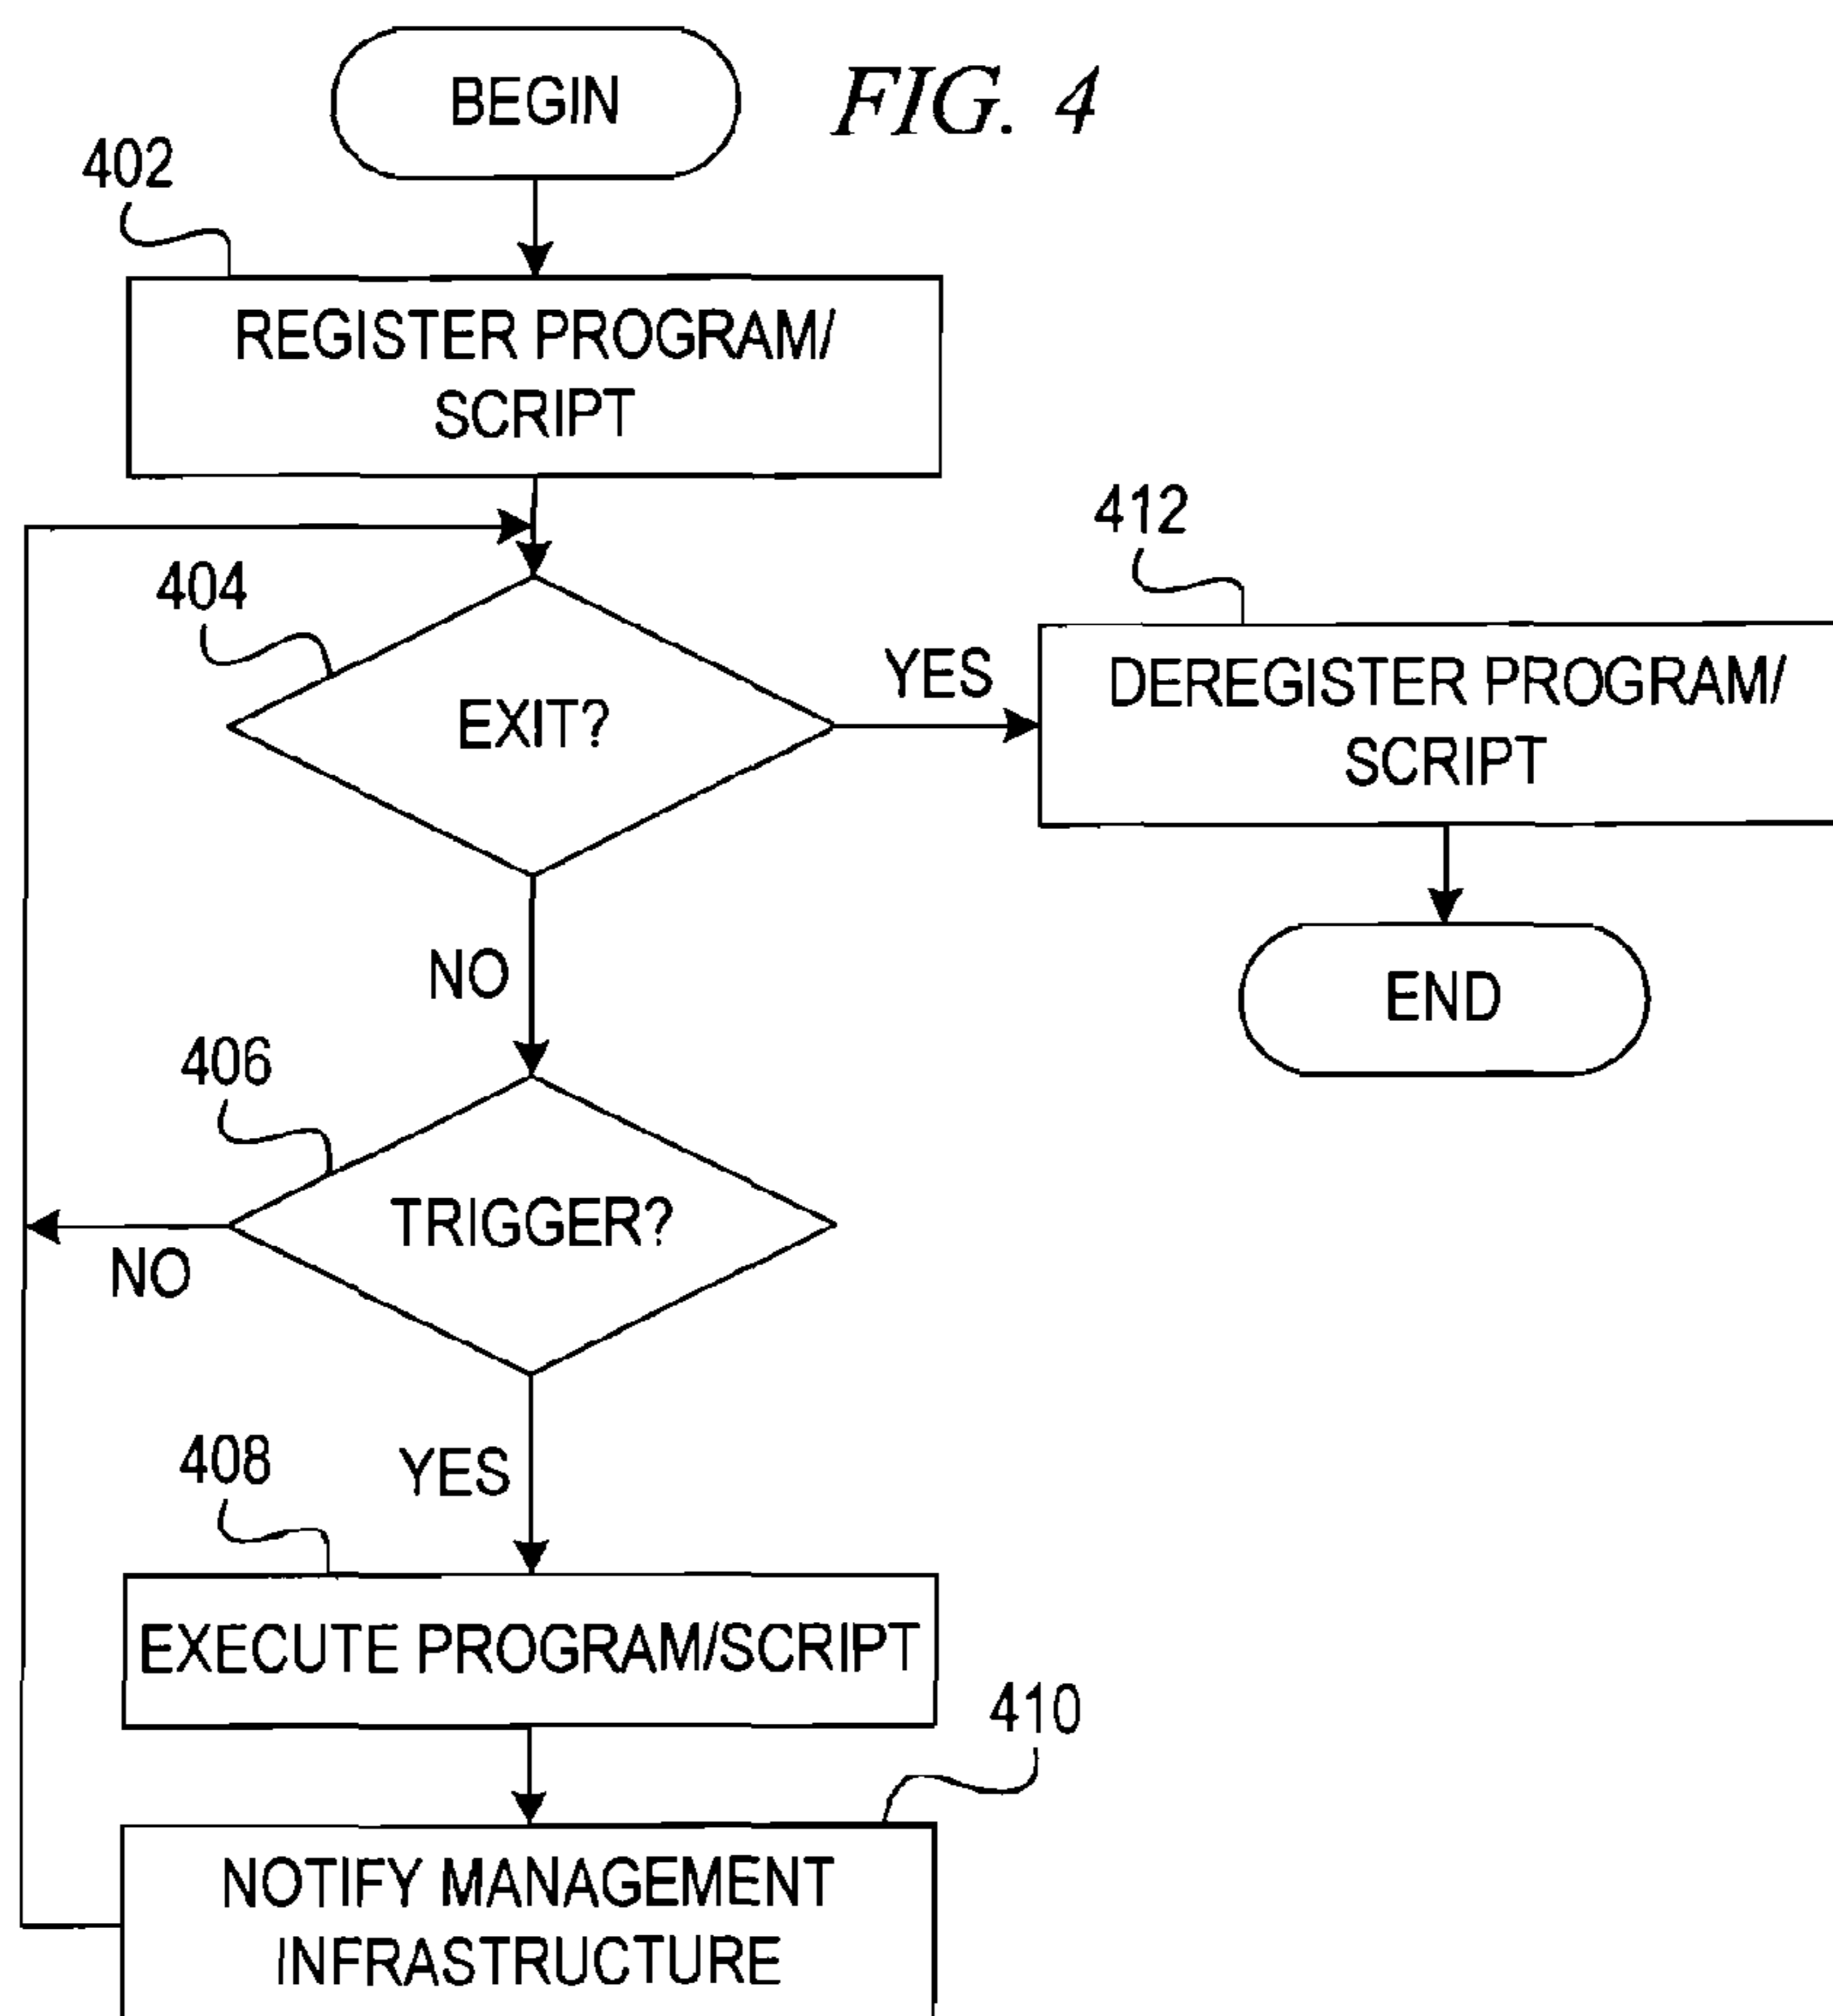 BEGIN
FIG. 4
402
REGISTER PROGRAM/
SCRIPT
404
EXIT?
YES
412
DEREGISTER PROGRAM/
SCRIPT
END
NO
406
TRIGGER?
NO
YES
408
EXECUTE PROGRAM/SCRIPT
410
NOTIFY MANAGEMENT
INFRASTRUCTURE